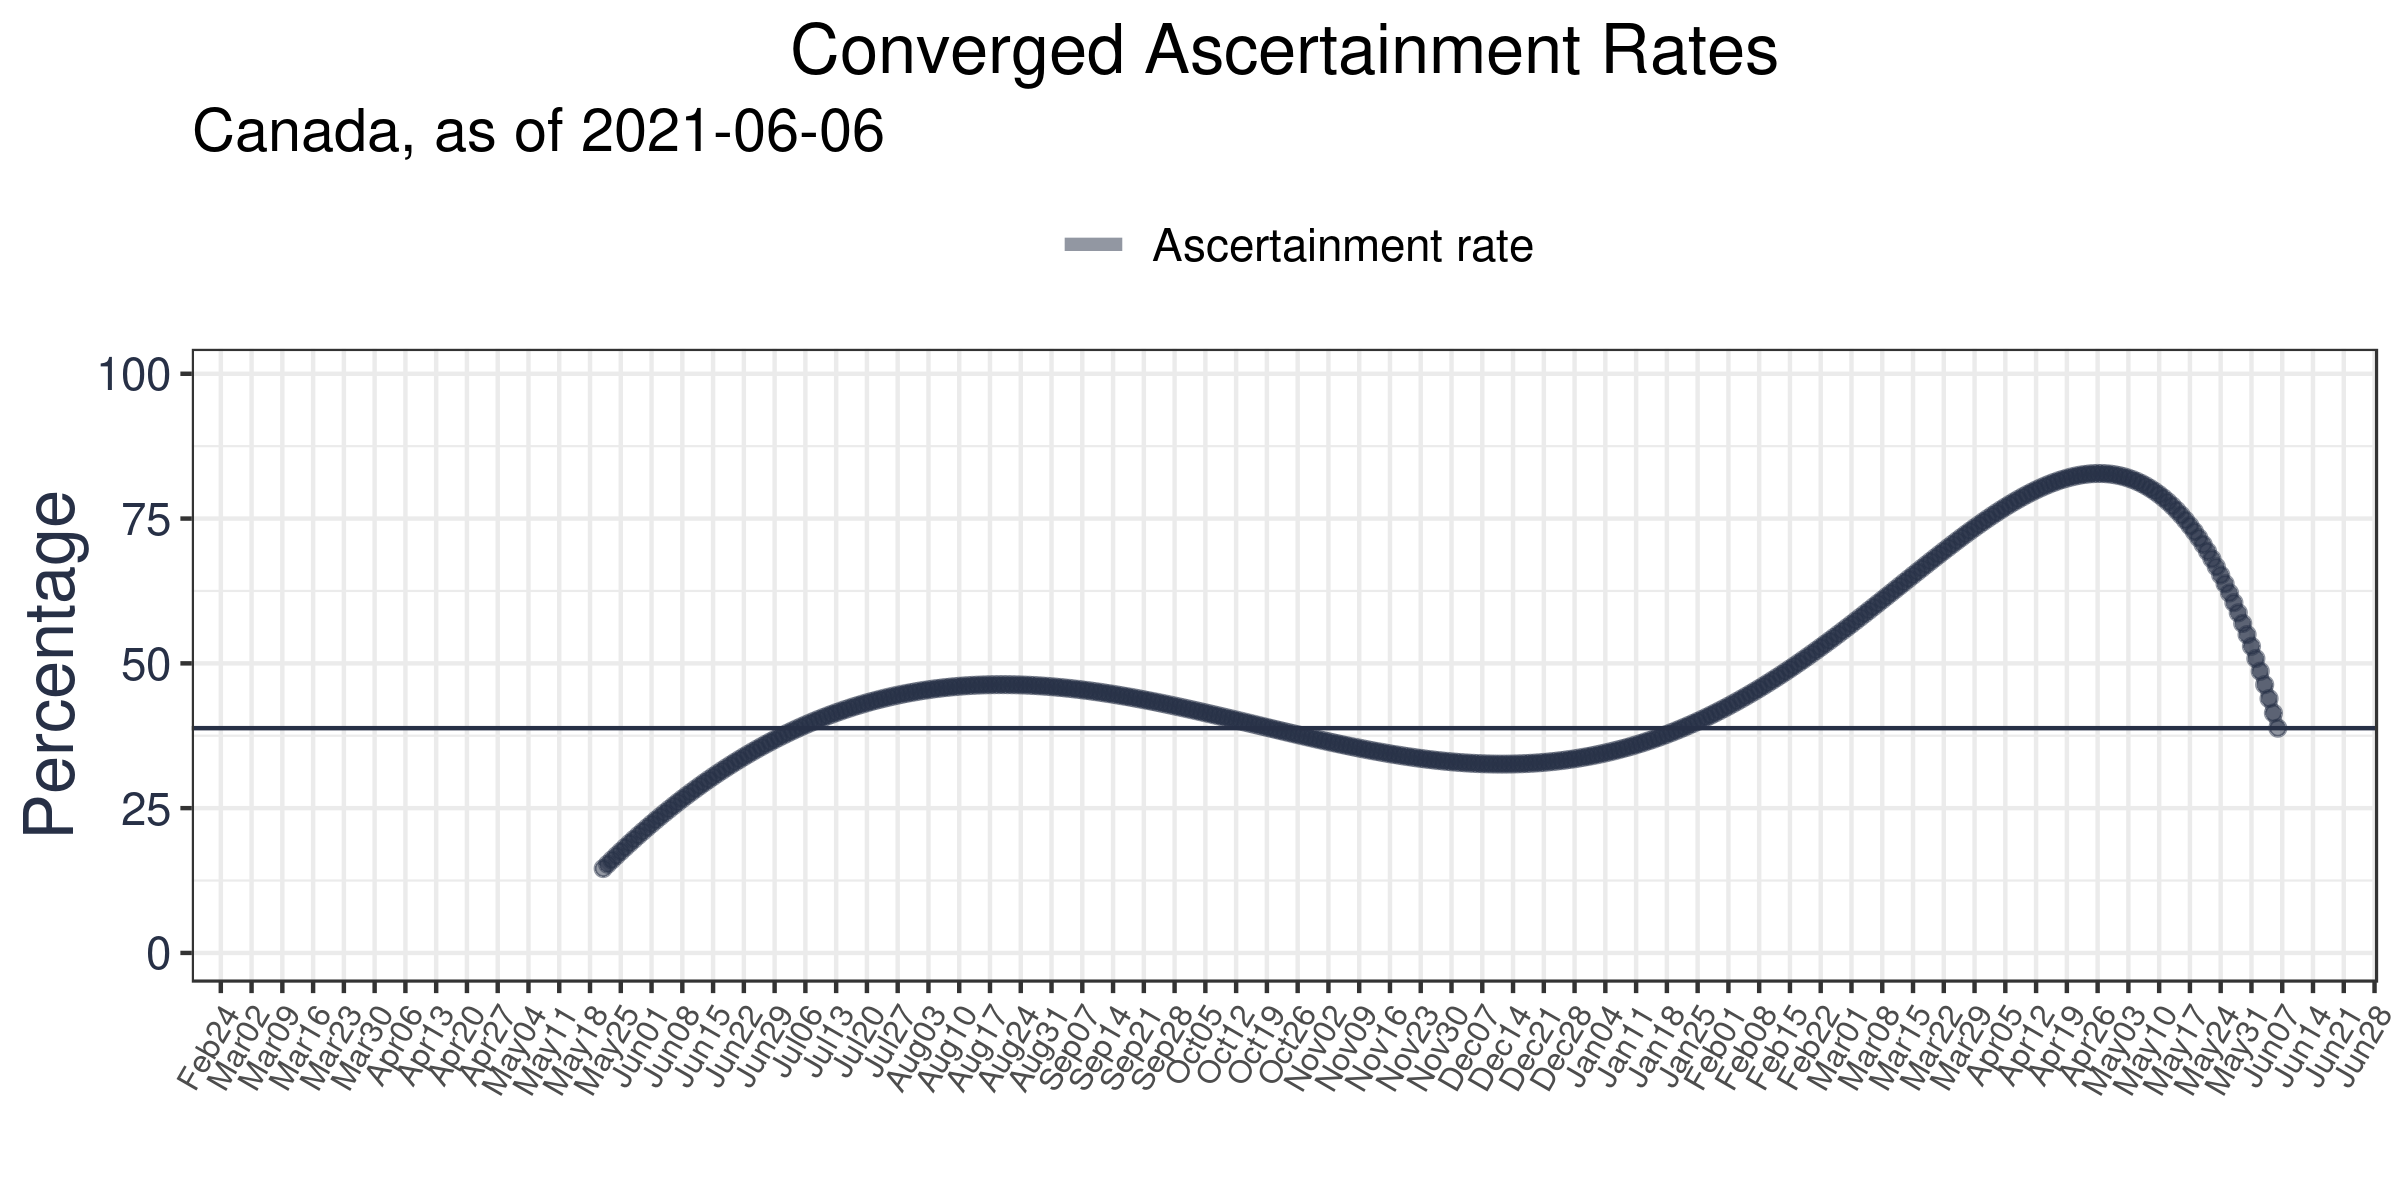 Converged Ascertainment Rates
Canada, as of 2021-06-06
Ascertainment rate
Percentage
100
75
50
25
0
Feb24
Mar02
Mar09
Mar16
Mar23
Mar30
Apr06
Apr13
Apr20
Apr27
May04
May11
May18
May25
Jun01
Jun08
Jun15
Jun22
Jun29
Jul06
Jul13
Jul20
Jul27
Aug03
Aug10
Aug17
Aug24
Aug31
Sep07
Sep14
Sep21
Sep28
Oct05
Oct12
Oct19
Oct26
Nov02
Nov09
Nov16
Nov23
Nov30
Dec07
Dec14
Dec21
Dec28
Jan04
Jan11
Jan18
Jan25
Feb01
Feb08
Feb15
Feb22
Mar01
Mar08
Mar15
Mar22
Mar29
Apr05
Apr12
Apr19
Apr26
May03
May10
May17
May24
May31
Jun07
Jun14
Jun21
Jun28